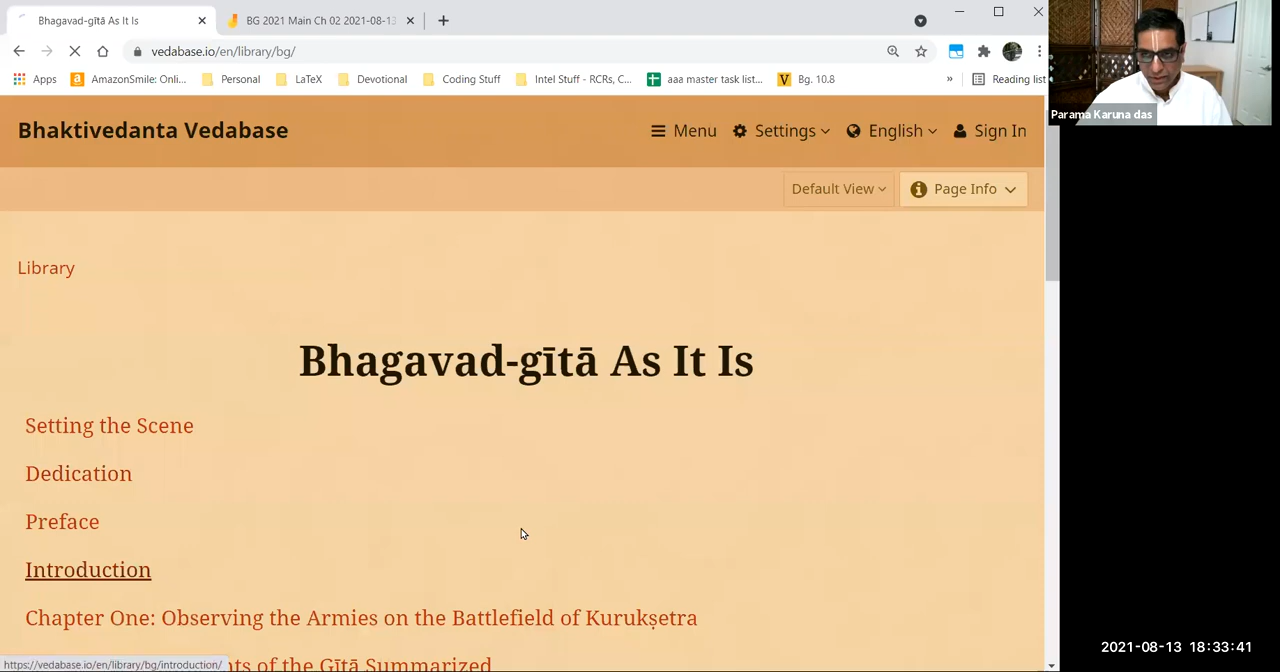 Bhagavad-gītā As It Is
BG 2021 Main Ch 02 2021-08-13
vedabase.io/en/library/bg/
Apps
AmazonSmile: Onli...
Personal
LaTeX
Devotional
Coding Stuff
Intel Stuff - RCRs, C...
aaa master task list...
Bg. 10.8
»
Reading list
Parama Karuna das
Bhaktivedanta Vedabase
Menu
Settings
English
Sign In
Default View
Page Info
Library
Bhagavad-gītā As It Is
Setting the Scene
Dedication
Preface
Introduction
Chapter One: Observing the Armies on the Battlefield of Kurukṣetra
nts of the Gītā Summarized
https://vedabase.io/en/library/bg/introduction/
2021-08-13 18:33:41